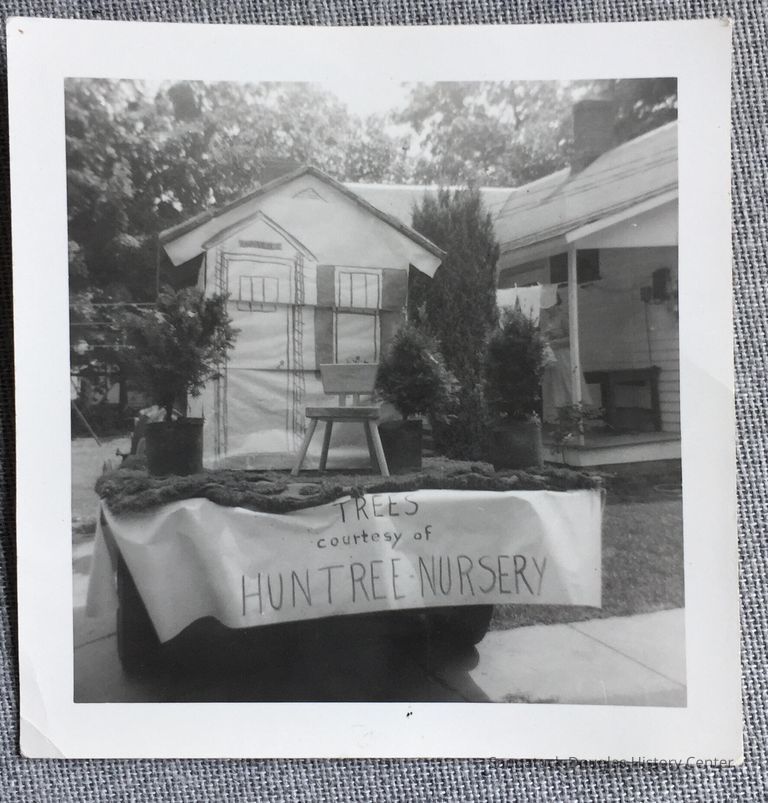 TREES
courtesy of
HUNTREE-NURSERY
Saugatuck-Douglas History Center